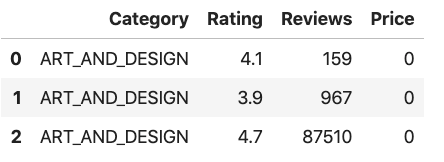 Category Rating Reviews Price
0 ART_AND_DESIGN 4.1 159 0
1 ART_AND_DESIGN 3.9 967 0
2 ART_AND_DESIGN 4.7 87510 0